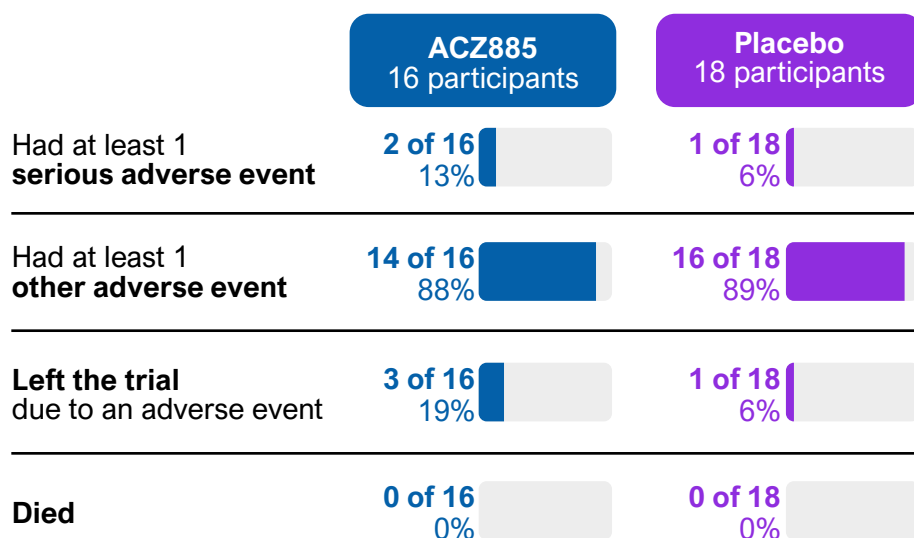 ACZ885
16 participants
Placebo
18 participants
Had at least 1
serious adverse event
2 of 16
13%
1 of 18
6%
Had at least 1
other adverse event
14 of 16
88%
16 of 18
89%
Left the trial
due to an adverse event
3 of 16
19%
1 of 18
6%
Died
0 of 16
0%
0 of 18
0%